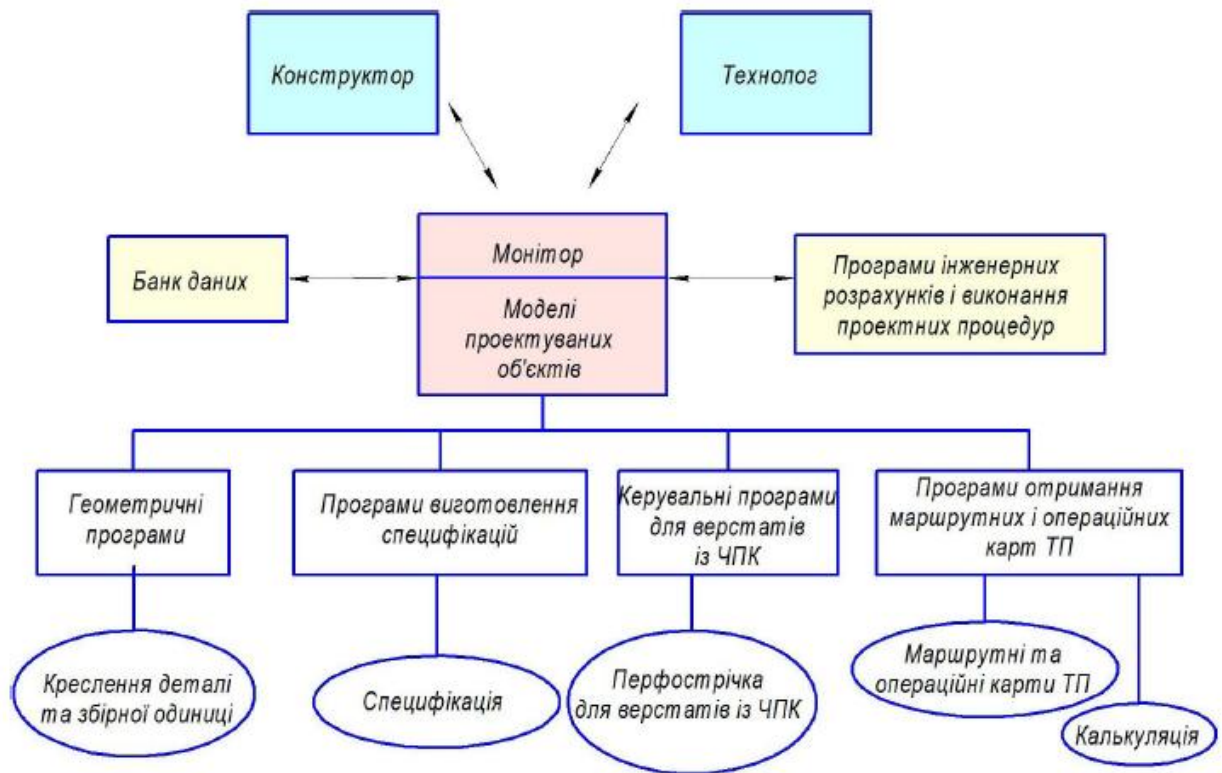 Конструктор
Технолог
Банк даних
Монітор
Моделі
проектуваних
об'єктів
Програми інженерних
розрахунків і виконання
проектних процедур
Геометричні
програми
Програми виготовлення
специфікацій
Керувальні програми
для верстатів
із ЧПК
Програми отримання
маршрутних і операційних
карт ТП
Креслення деталі
та збірної одиниці
Специфікація
Перфострічка
для верстатів із ЧПК
Маршрутні та
операційні карти ТП
Калькуляція